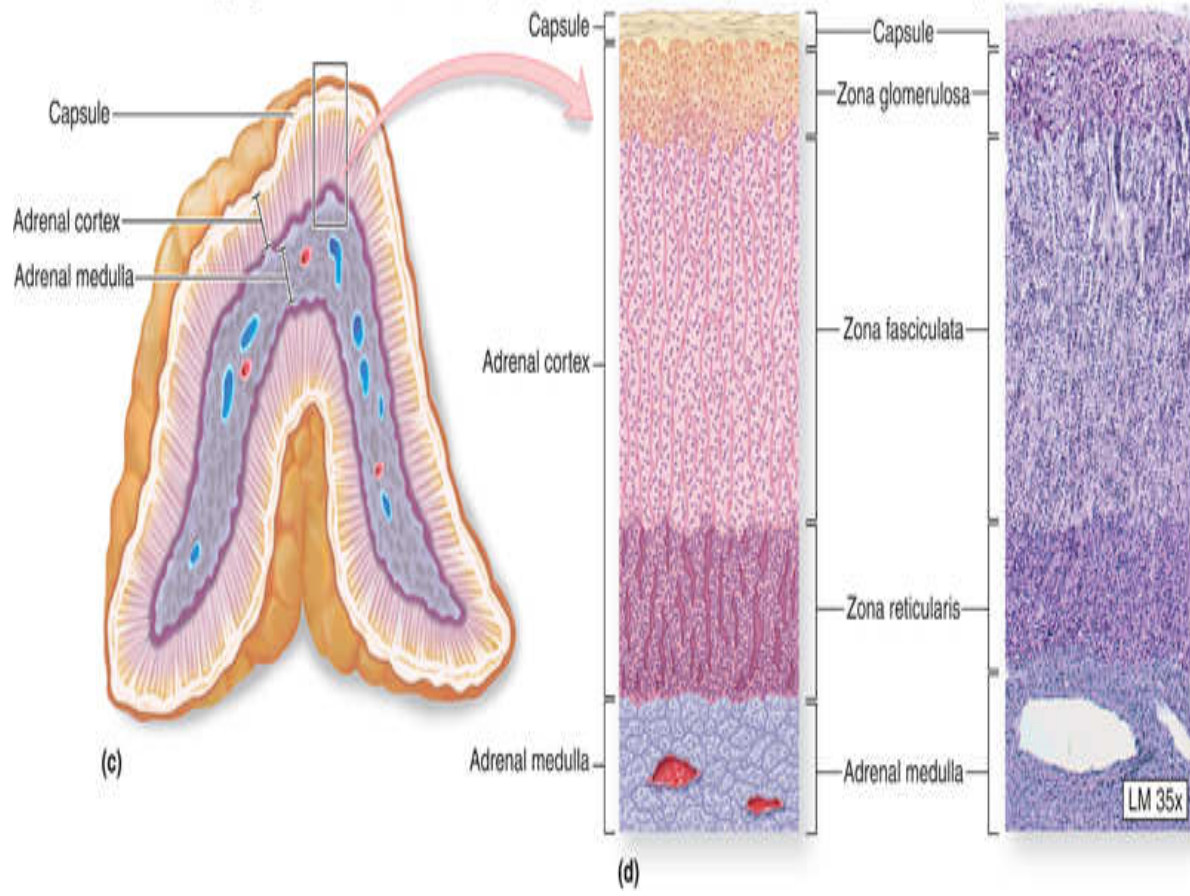 Capsule
Adrenal cortex
Adrenal medulla
(c)
Capsule
Adrenal cortex
Adrenal medulla
(d)
Capsule
Zona glomerulosa
Zona fasciculata
Zona reticularis
Adrenal medulla
LM 35x